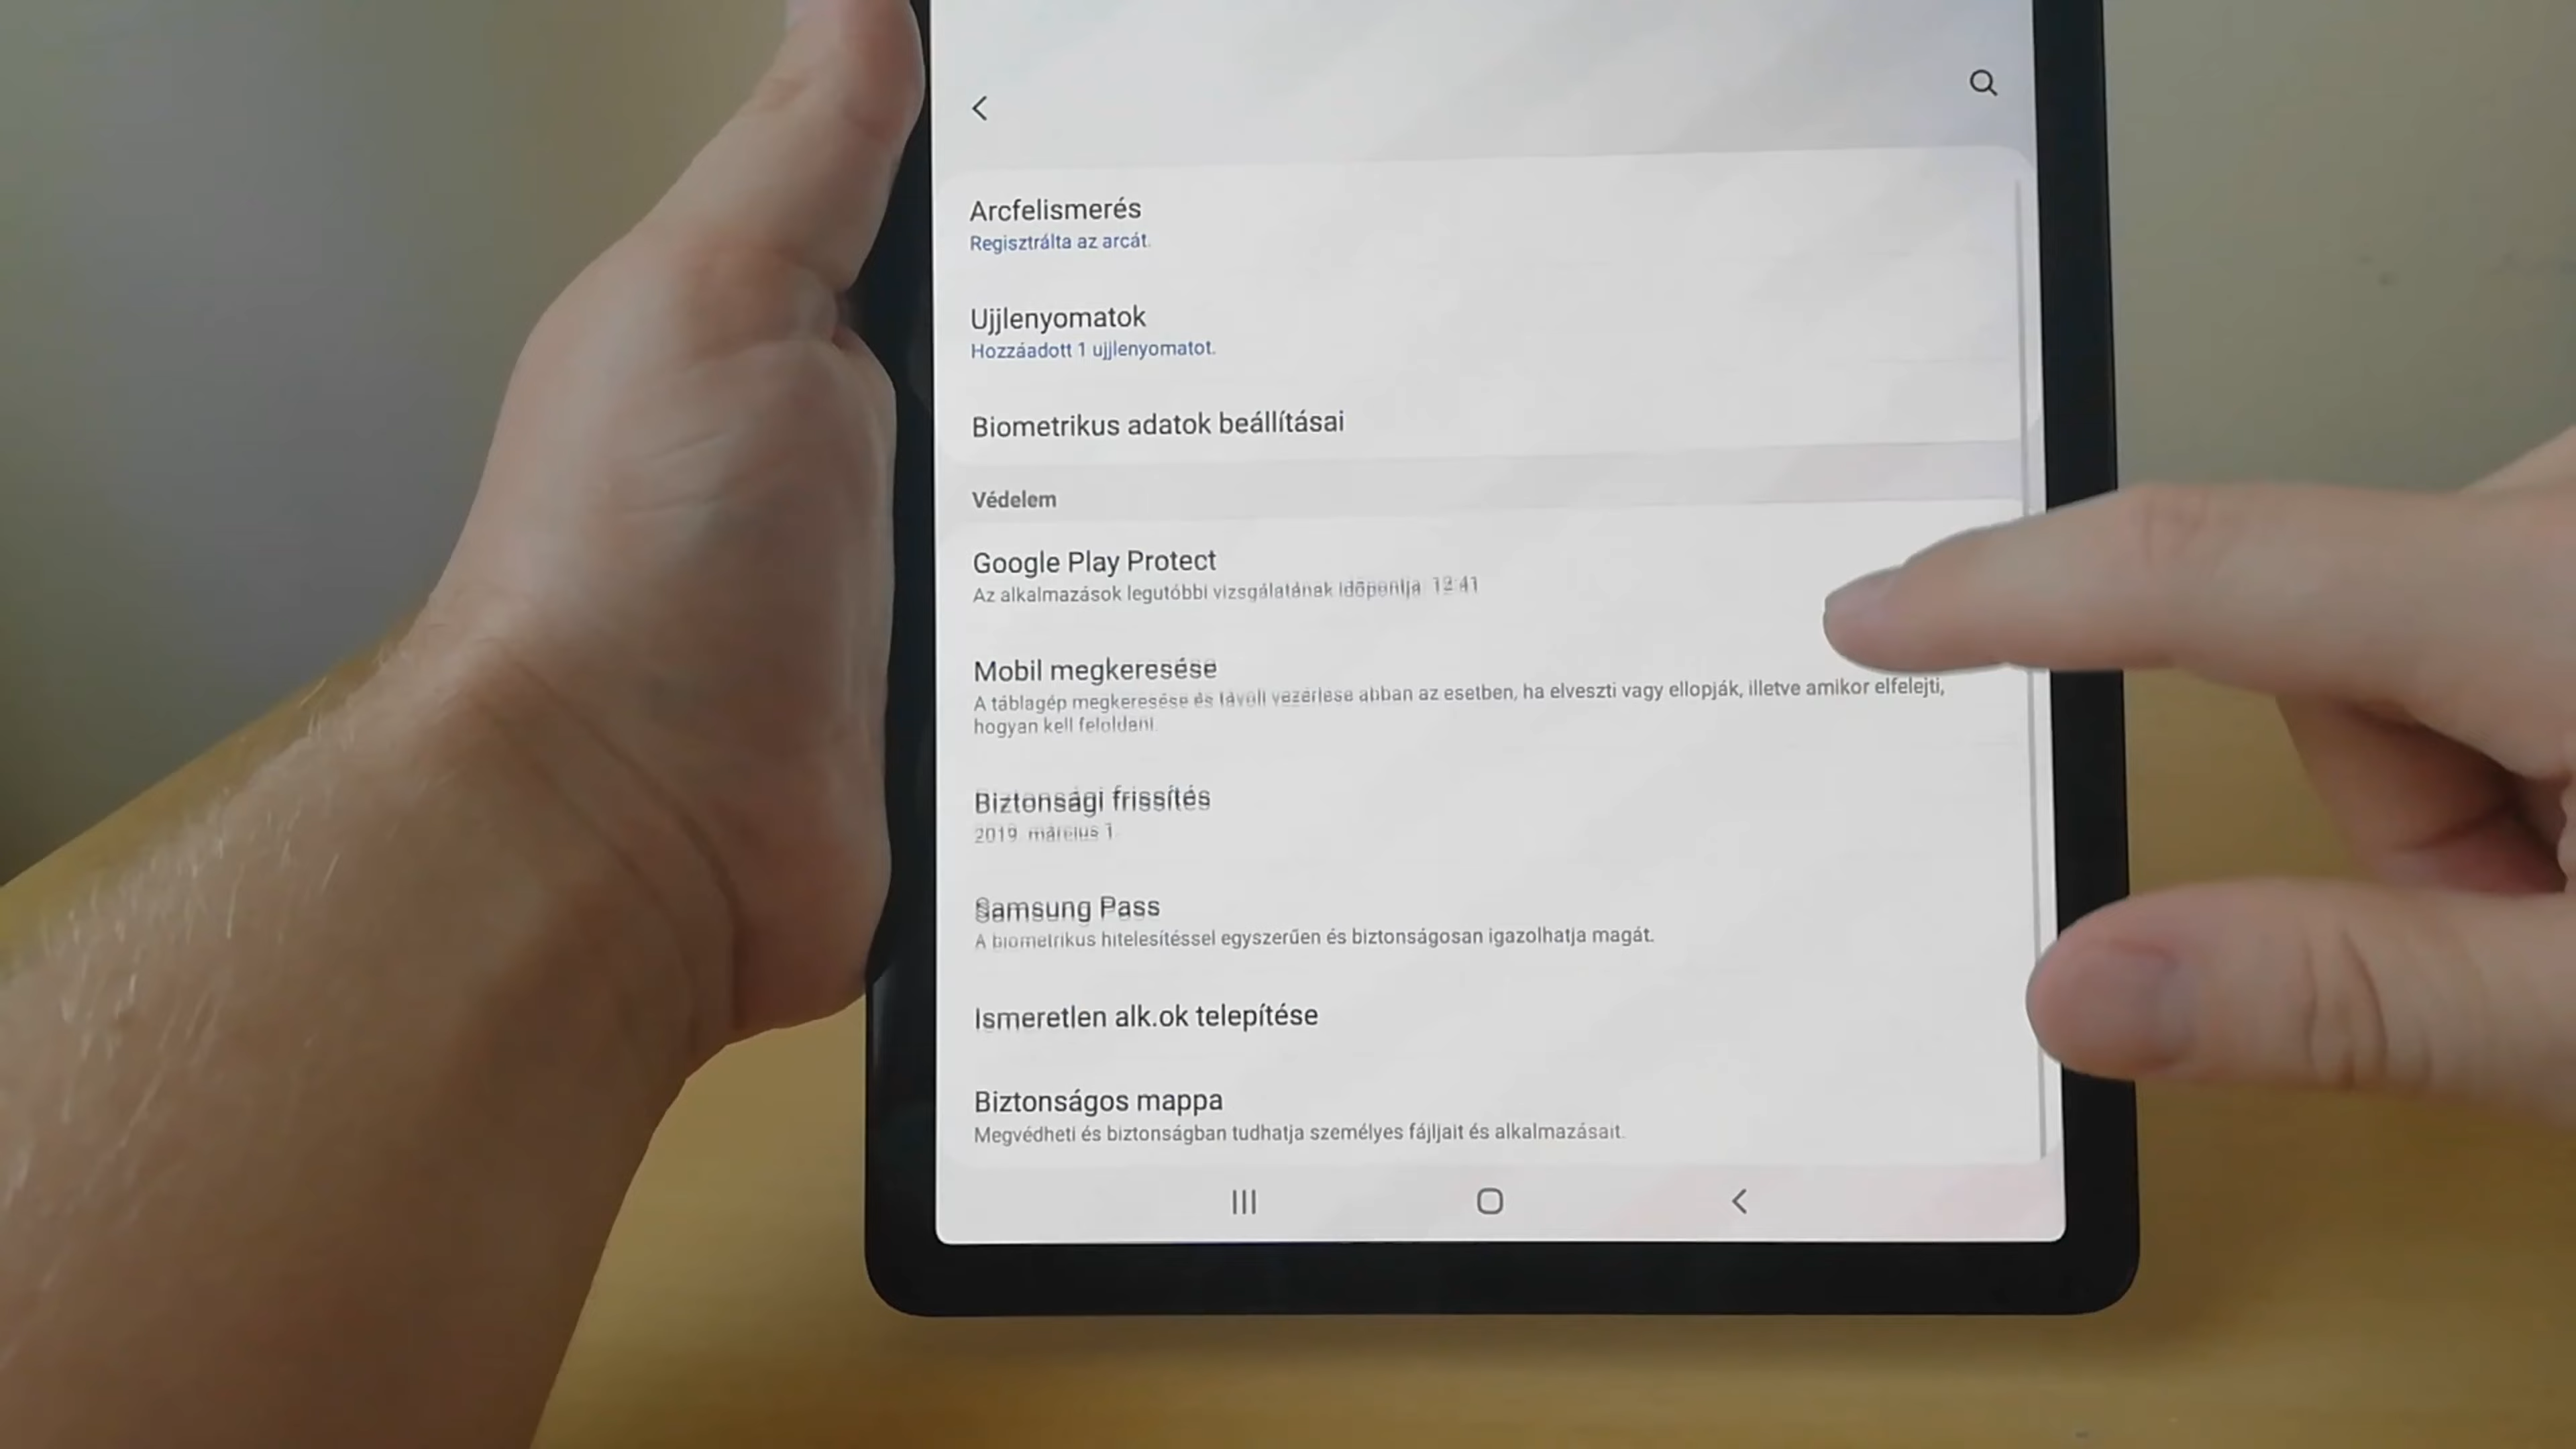 Arcfelismerés
Regisztrálta az arcát.
Ujjlenyomatok
Hozzáadott 1 ujjlenyomatot.
Biometrikus adatok beállításai
Védelem
Google Play Protect
Az alkalmazások legutóbbi vizsgálatának időpontja: 12:41
Mobil megkeresése
A táblagép megkeresése és távoli vezérlése abban az esetben, ha elveszti vagy ellopják, illetve amikor elfelejti,
hogyan kell feloldani.
Biztonsági frissítés
2019. március 1.
Samsung Pass
A biometrikus hitelesítéssel egyszerűen és biztonságosan igazolhatja magát.
Ismeretlen alk.ok telepítése
Biztonságos mappa
Megvédheti és biztonságban tudhatja személyes fájljait és alkalmazásait.